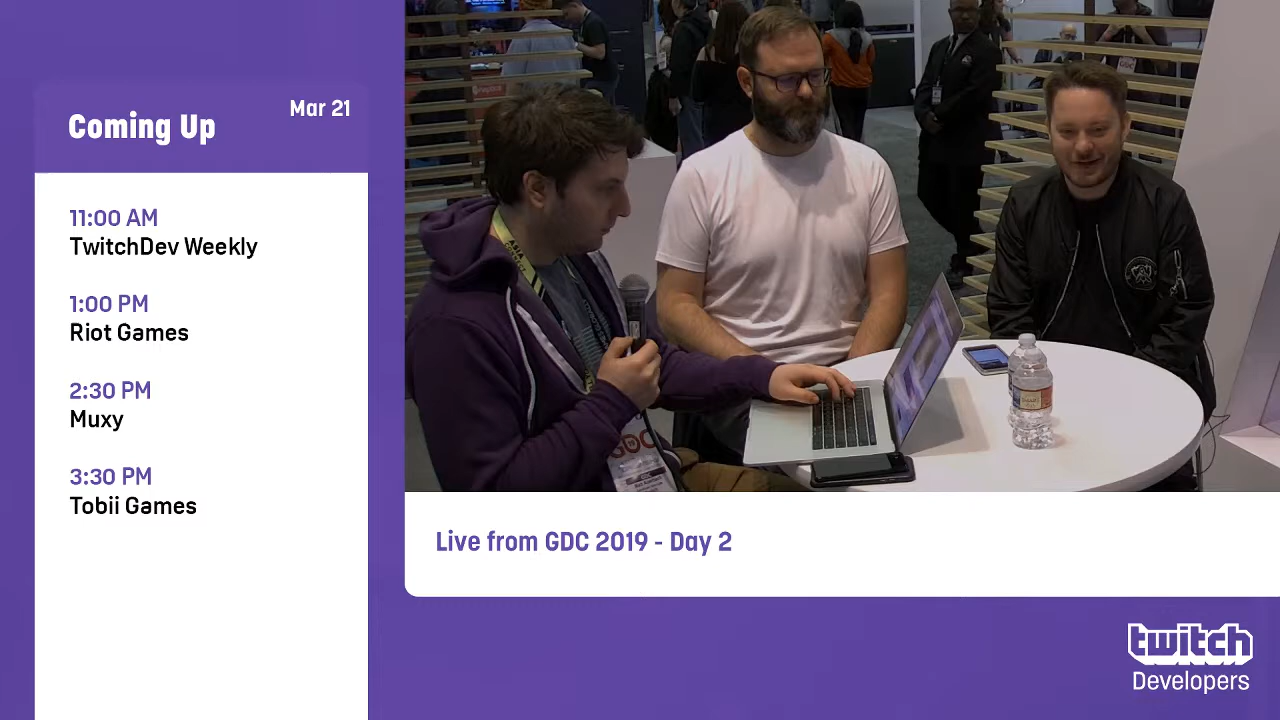 Coming Up
Mar 21
11:00 AM
TwitchDev Weekly
1:00 PM
Riot Games
2:30 PM
Muxy
3:30 PM
Tobii Games
GDC
Live from GDC 2019 - Day 2
twitch
Developers